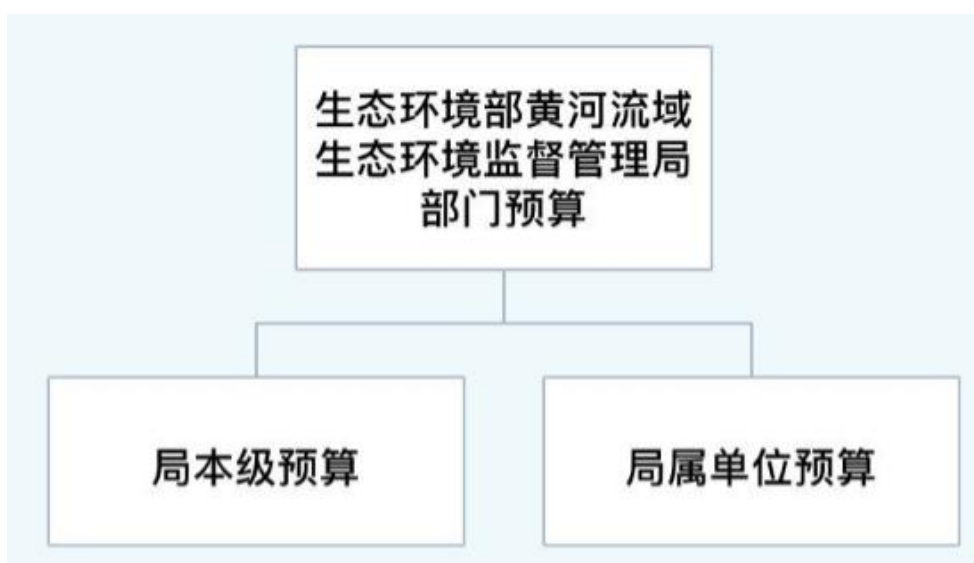 生态环境部黄河流域
生态环境监督管理局
部门预算
局本级预算
局属单位预算